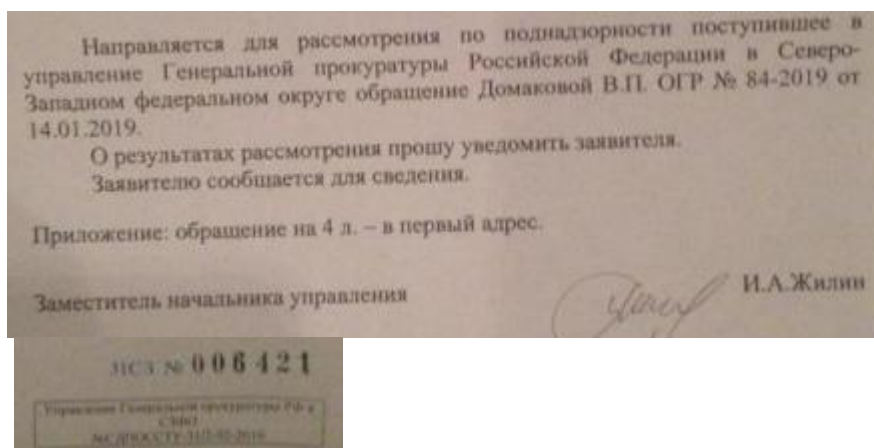 Направляется для рассмотрения по поднадзорности поступившее в
управление Генеральной прокуратуры Российской Федерации в Северо-
Западном федеральном округе обращение Домаковой В.П. ОГР № 84-2019 от
14.01.2019.
О результатах рассмотрения прошу уведомить заявителя.
Заявителю сообщается для сведения.
Приложение: обращение на 4 л. – в первый адрес.
Заместитель начальника управления
И.А.Жилин
№ 006421
Управление Генеральной прокуратуры РФ в
СЗФО